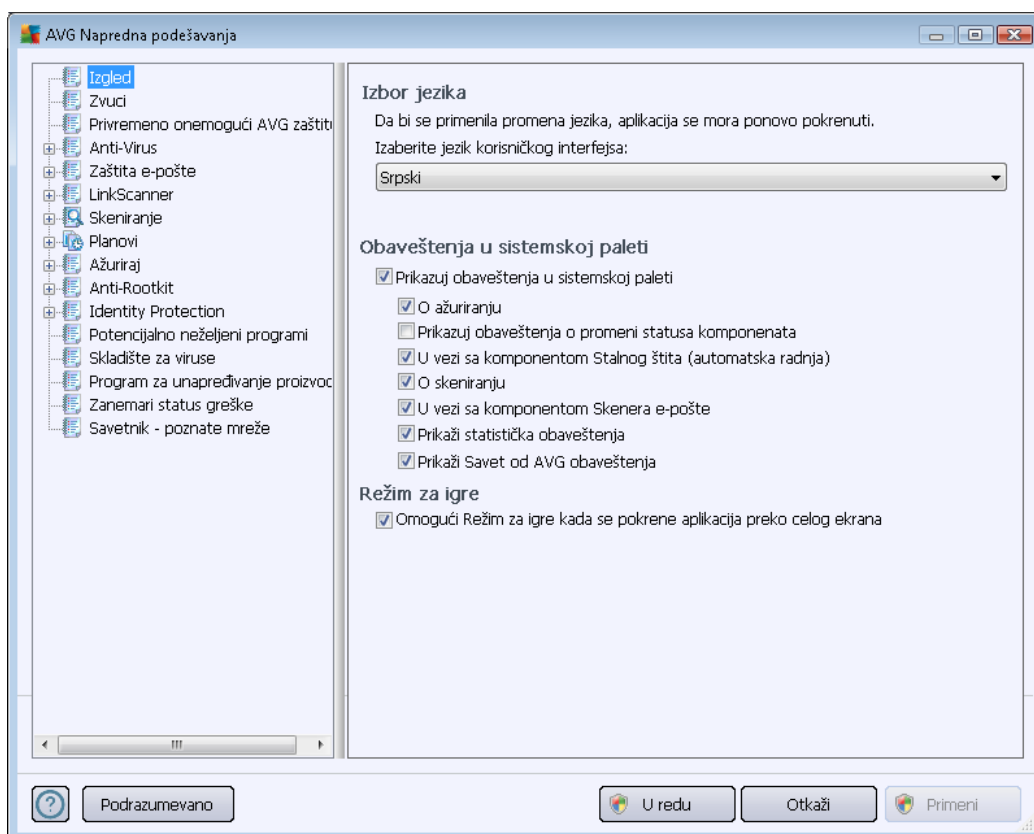 AVG Napredna podešavanja
Izgled
Zvuci
Privremeno onemogući AVG zaštitu
Anti-Virus
Zaštita e-pošte
LinkScanner
Skeniranje
Planovi
Ažuriraj
Anti-Rootkit
Identity Protection
Potencijalno neželjeni programi
Skladište za viruse
Program za unapređivanje proizvod
Zanemari status greške
Savetnik - poznate mreže
Izbor jezika
Da bi se primenila promena jezika, aplikacija se mora ponovo pokrenuti.
Izaberite jezik korisničkog interfejsa:
Srpski
Obaveštenja u sistemskoj paleti
Prikazuj obaveštenja u sistemskoj paleti
O ažuriranju
Prikazuj obaveštenja o promeni statusa komponenata
U vezi sa komponentom Stalnog štita (automatska radnja)
O skeniranju
U vezi sa komponentom Skenera e-pošte
Prikaži statistička obaveštenja
Prikaži Savet od AVG obaveštenja
Režim za igre
Omogući Režim za igre kada se pokrene aplikacija preko celog ekrana
Podrazumevano
U redu
Otkaži
Primeni